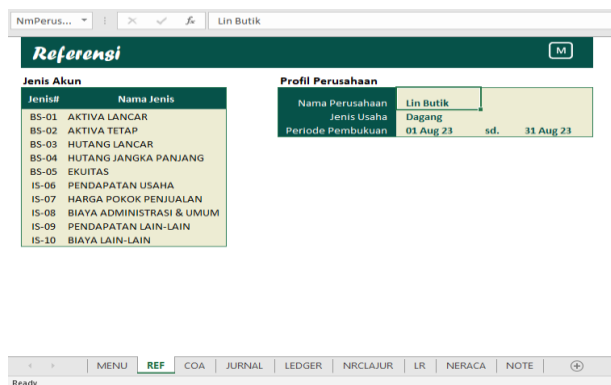 NmPerus... fx Lin Butik
Referensi M
Jenis Akun
Jenis# Nama Jenis
BS-01 AKTIVA LANCAR
BS-02 AKTIVA TETAP
BS-03 HUTANG LANCAR
BS-04 HUTANG JANGKA PANJANG
BS-05 EKUITAS
IS-06 PENDAPATAN USAHA
IS-07 HARGA POKOK PENJUALAN
IS-08 BIAYA ADMINISTRASI & UMUM
IS-09 PENDAPATAN LAIN-LAIN
IS-10 BIAYA LAIN-LAIN
Profil Perusahaan
Nama Perusahaan Lin Butik
Jenis Usaha Dagang
Periode Pembukuan 01 Aug 23 sd. 31 Aug 23
MENU REF COA JURNAL LEDGER NRCLAJUR LR NERACA NOTE
Ready